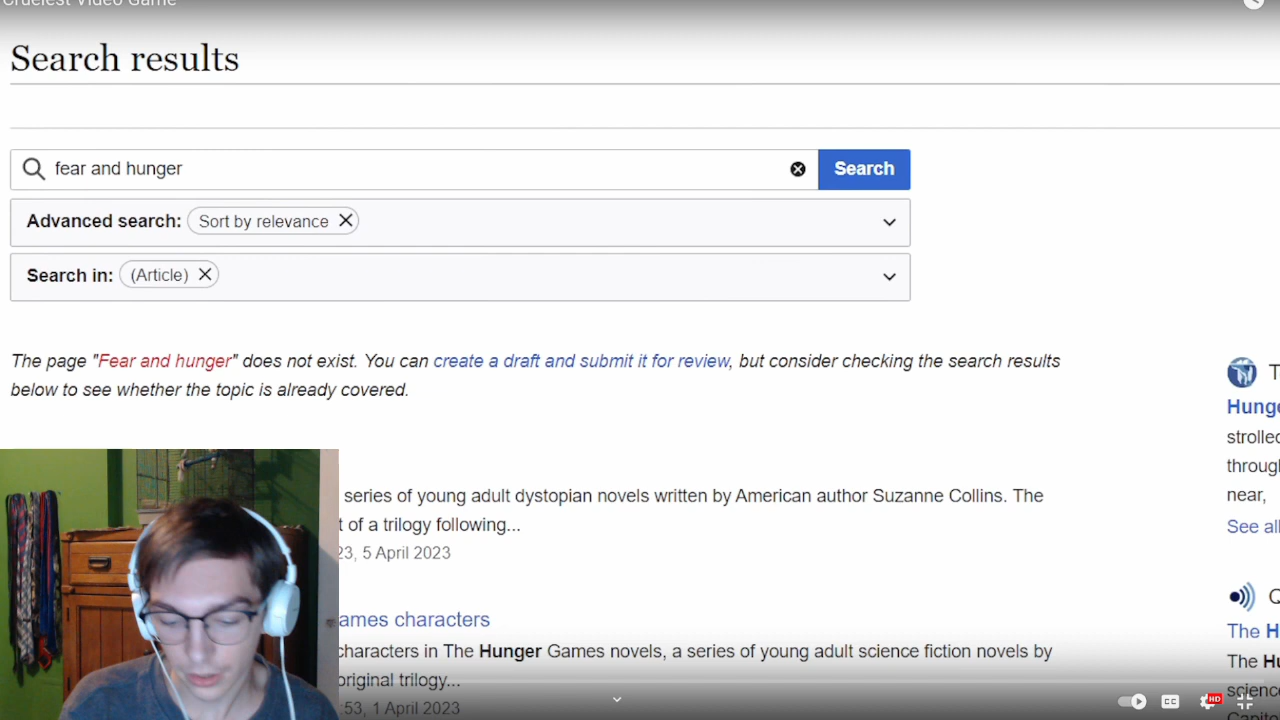 Cruelest Video Game
Search results
fear and hunger
Search
Advanced search: Sort by relevance
Search in: (Article)
The page "Fear and hunger" does not exist. You can create a draft and submit it for review, but consider checking the search results
below to see whether the topic is already covered.
series of young adult dystopian novels written by American author Suzanne Collins. The
t of a trilogy following...
23, 5 April 2023
ames characters
characters in The Hunger Games novels, a series of young adult science fiction novels by
original trilogy...
:53, 1 April 2023
T
Hunge
strolled
through
near,
See all
Q
The H
The Hu
science
CC
HD